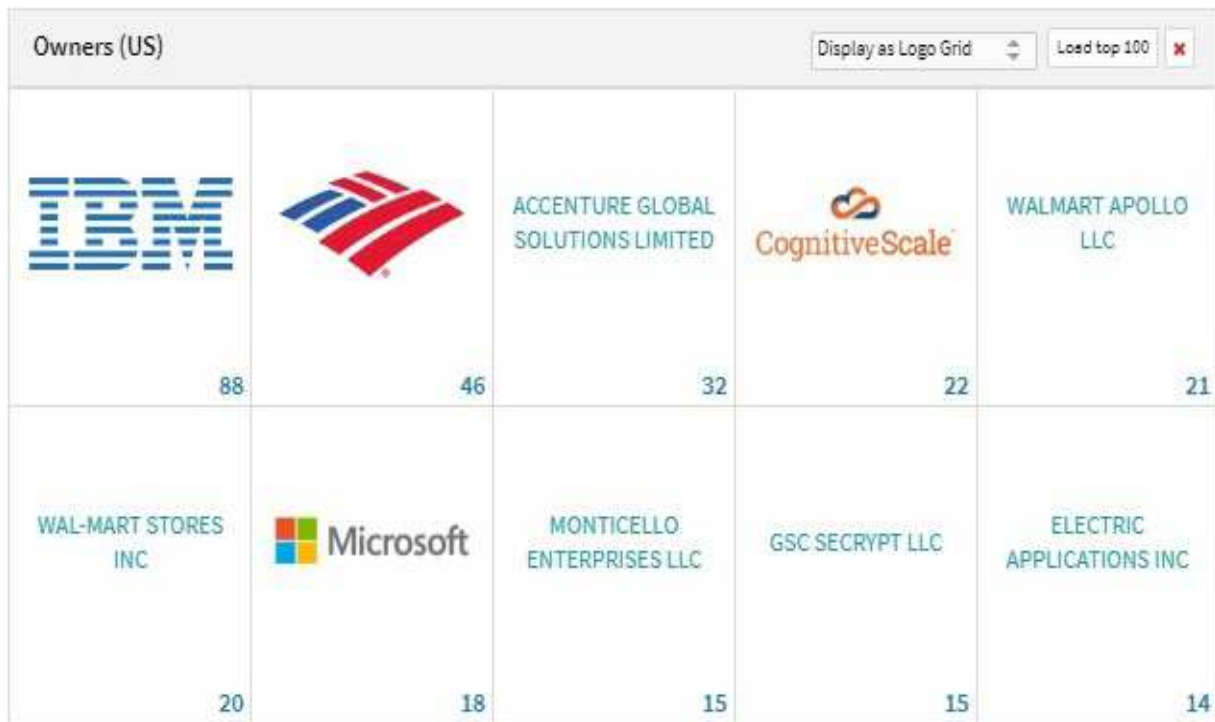 Owners (US)
Display as Logo Grid
Load top 100
IBM
ACCENTURE GLOBAL
SOLUTIONS LIMITED
CognitiveScale
WALMART APOLLO
LLC
88
46
32
22
21
WAL-MART STORES
INC
Microsoft
MONTICELLO
ENTERPRISES LLC
GSC SECRYPT LLC
ELECTRIC
APPLICATIONS INC
20
18
15
15
14